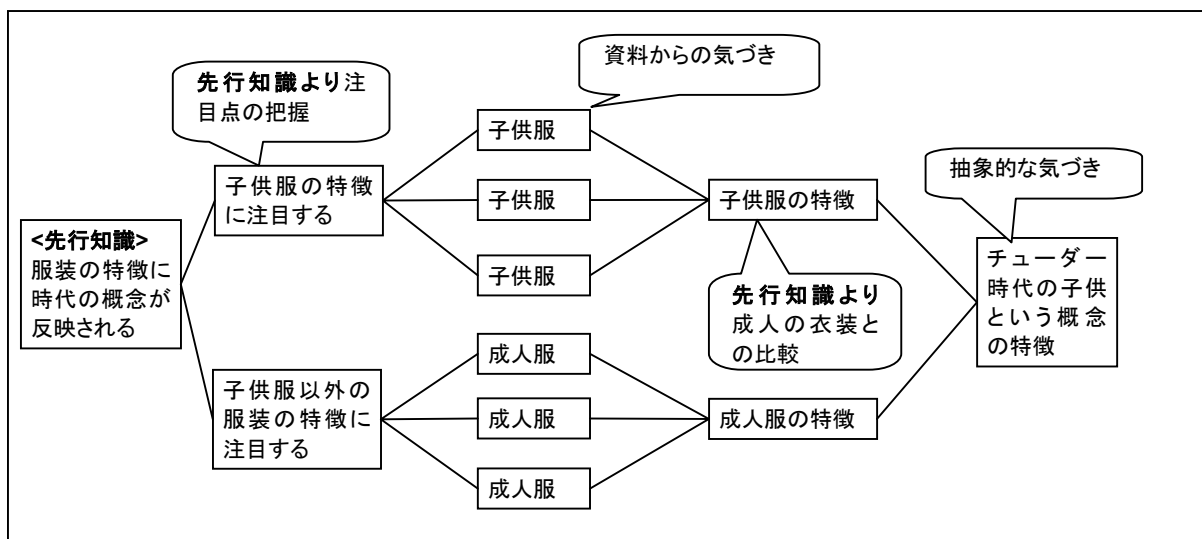 資料からの気づき
先行知識より注
目点の把握
子供服
抽象的な気づき
子供服の特徴
に注目する
子供服
子供服の特徴
<先行知識>
服装の特徴に
時代の概念が
反映される
子供服
チューダー
時代の子供
という概念
の特徴
先行知識より
成人の衣装と
の比較
成人服
子供服以外の
服装の特徴に
注目する
成人服
成人服の特徴
成人服